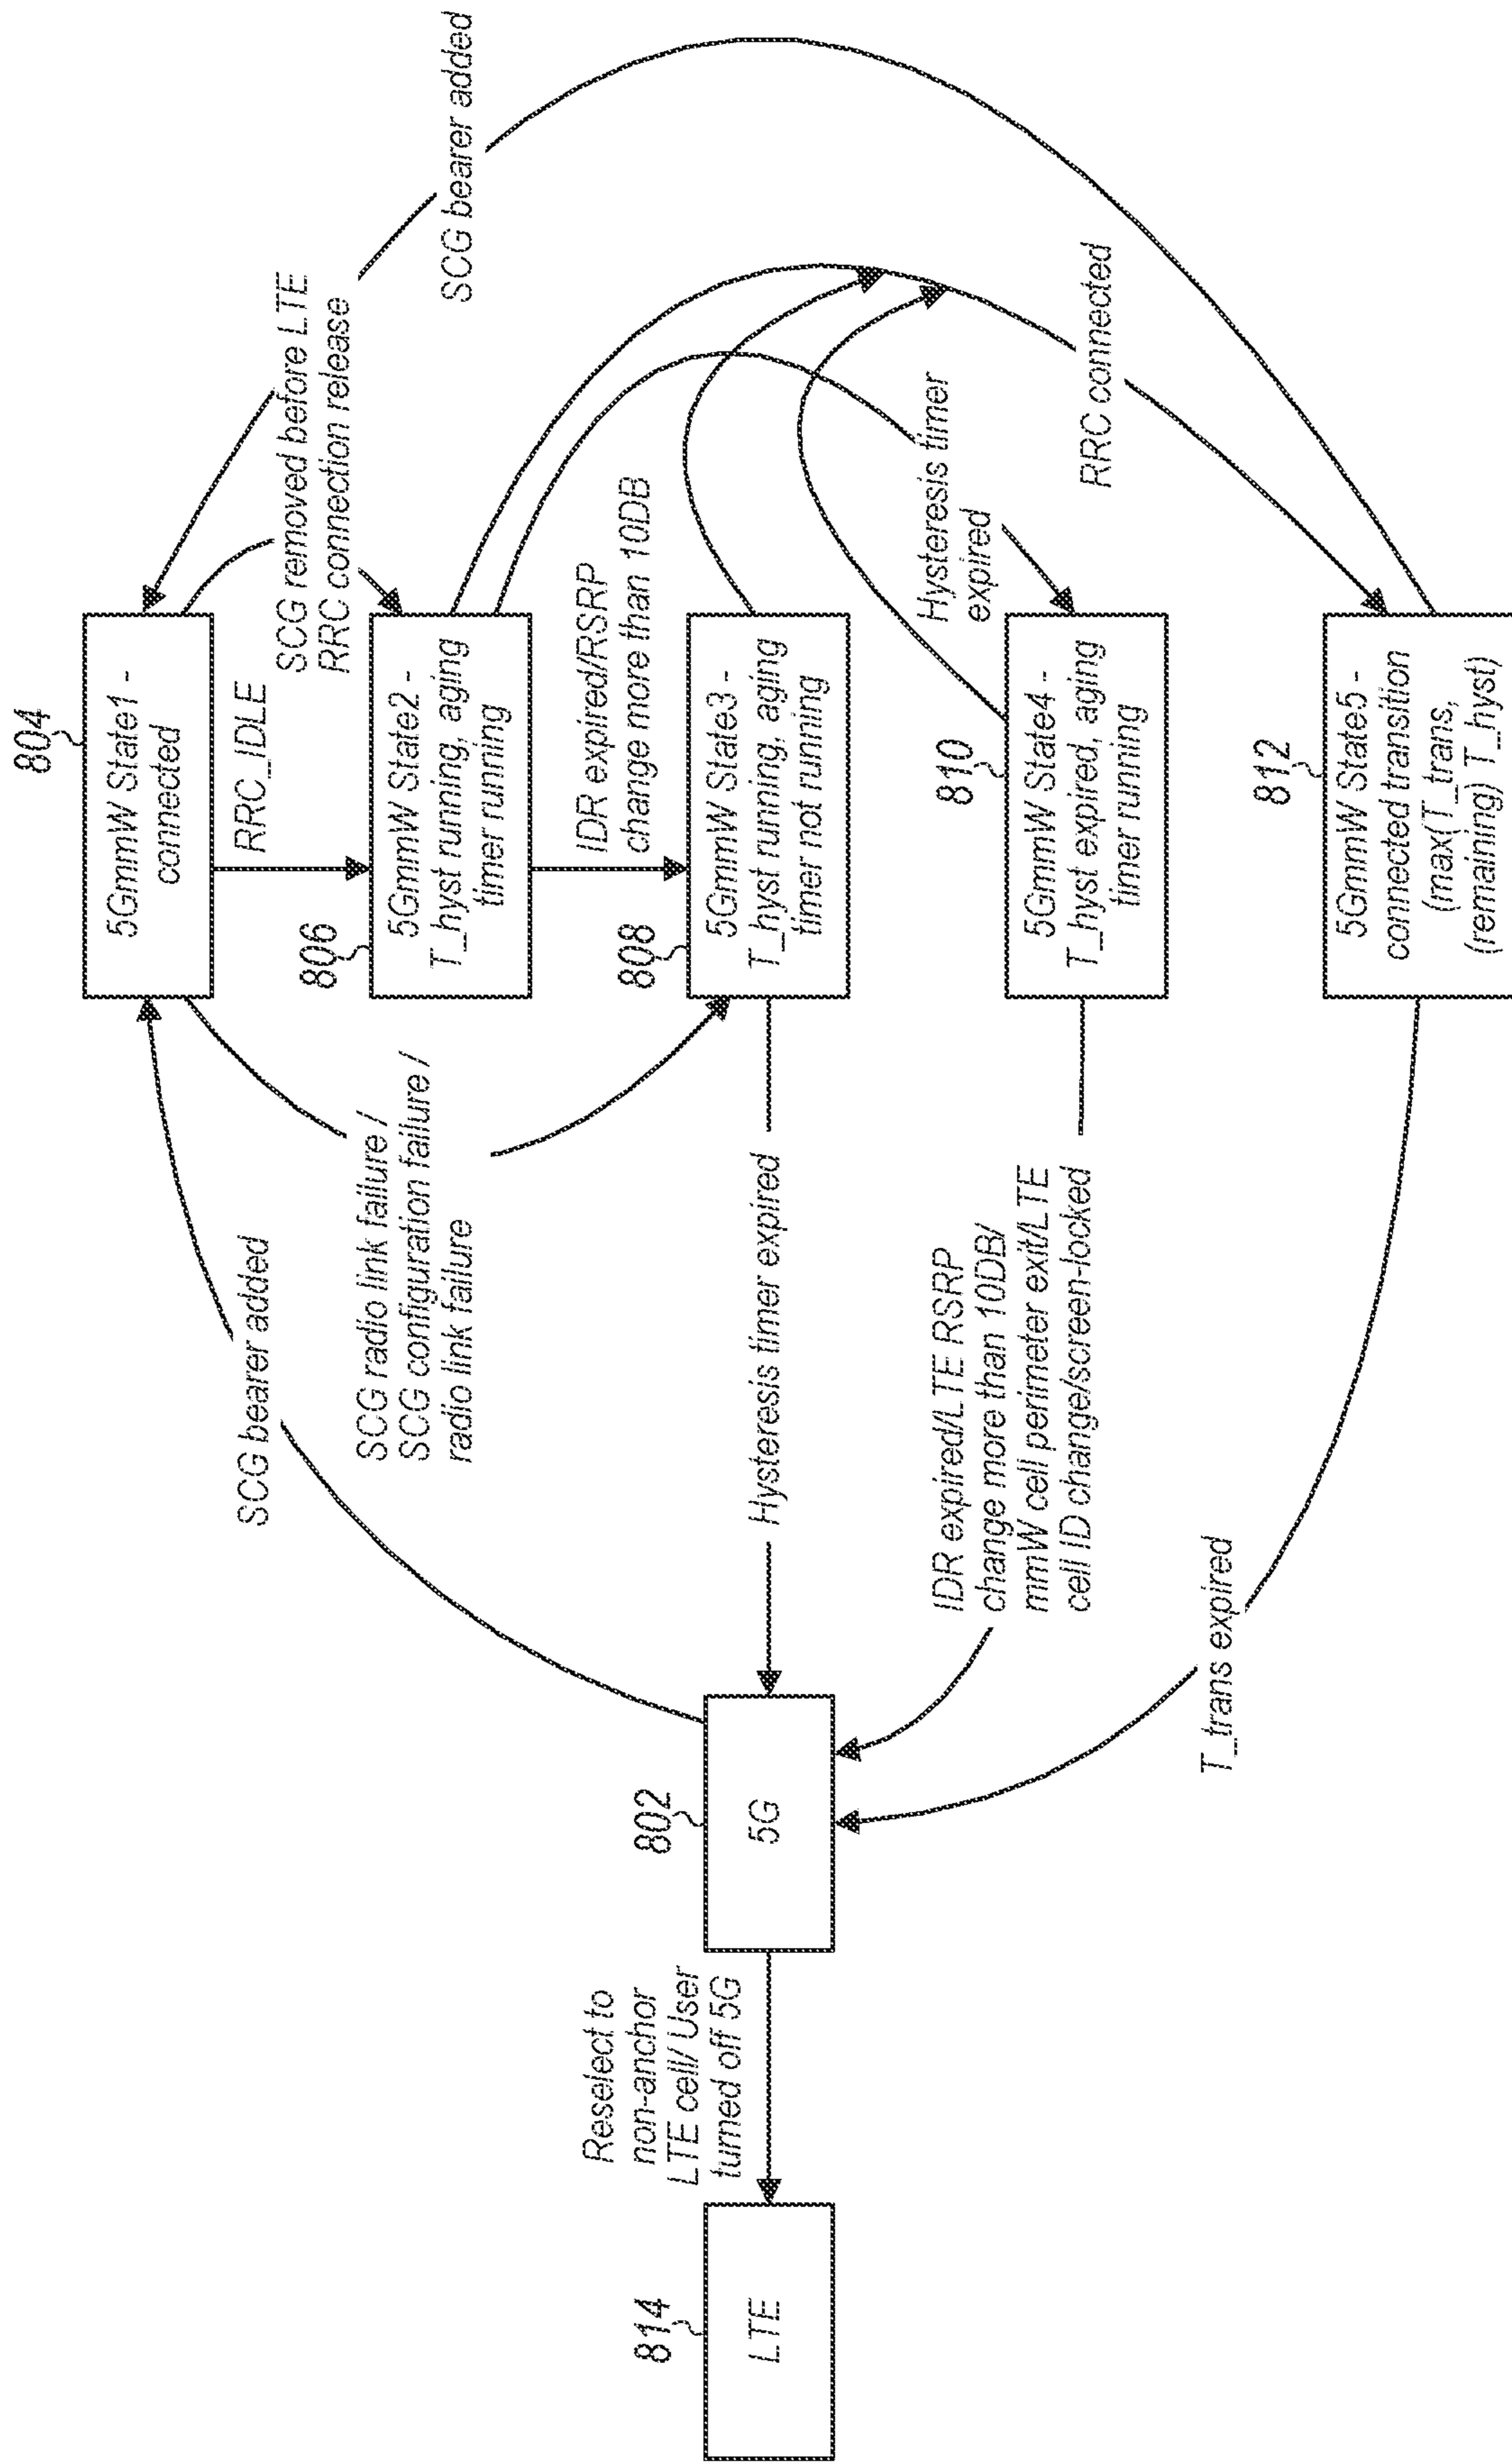 804
5GmmW State1 -
connected
SCG bearer added
SCG removed before LTE
RRC connection release
RRC_IDLE
806
5GmmW State2 -
T_hyst running, aging
timer running
SCG bearer added
SCG radio link failure /
SCG configuration failure /
radio link failure
IDR expired/RSRP
change more than 10DB
808
5GmmW State3 -
T_hyst running, aging
timer not running
Reselect to
non-anchor
LTE cell/ User
turned off 5G
814
LTE
802
5G
Hysteresis timer expired
Hysteresis timer
expired
810
5GmmW State4 -
T_hyst expired, aging
timer running
IDR expired/LTE RSRP
change more than 10DB/
mmW cell perimeter exit/LTE
cell ID change/screen-locked
RRC connected
812
5GmmW State5 -
connected transition
(max(T_trans,
(remaining) T_hyst)
T_trans expired